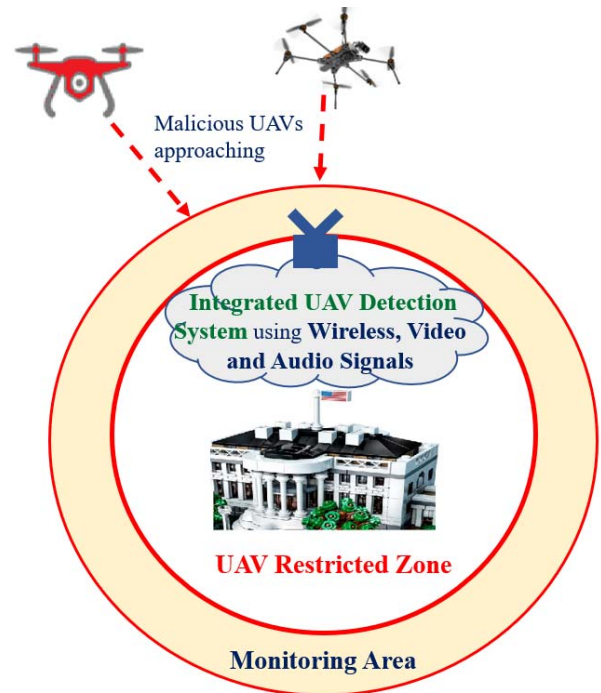 Malicious UAVs
approaching
Integrated UAV Detection
System using Wireless, Video
and Audio Signals
UAV Restricted Zone
Monitoring Area